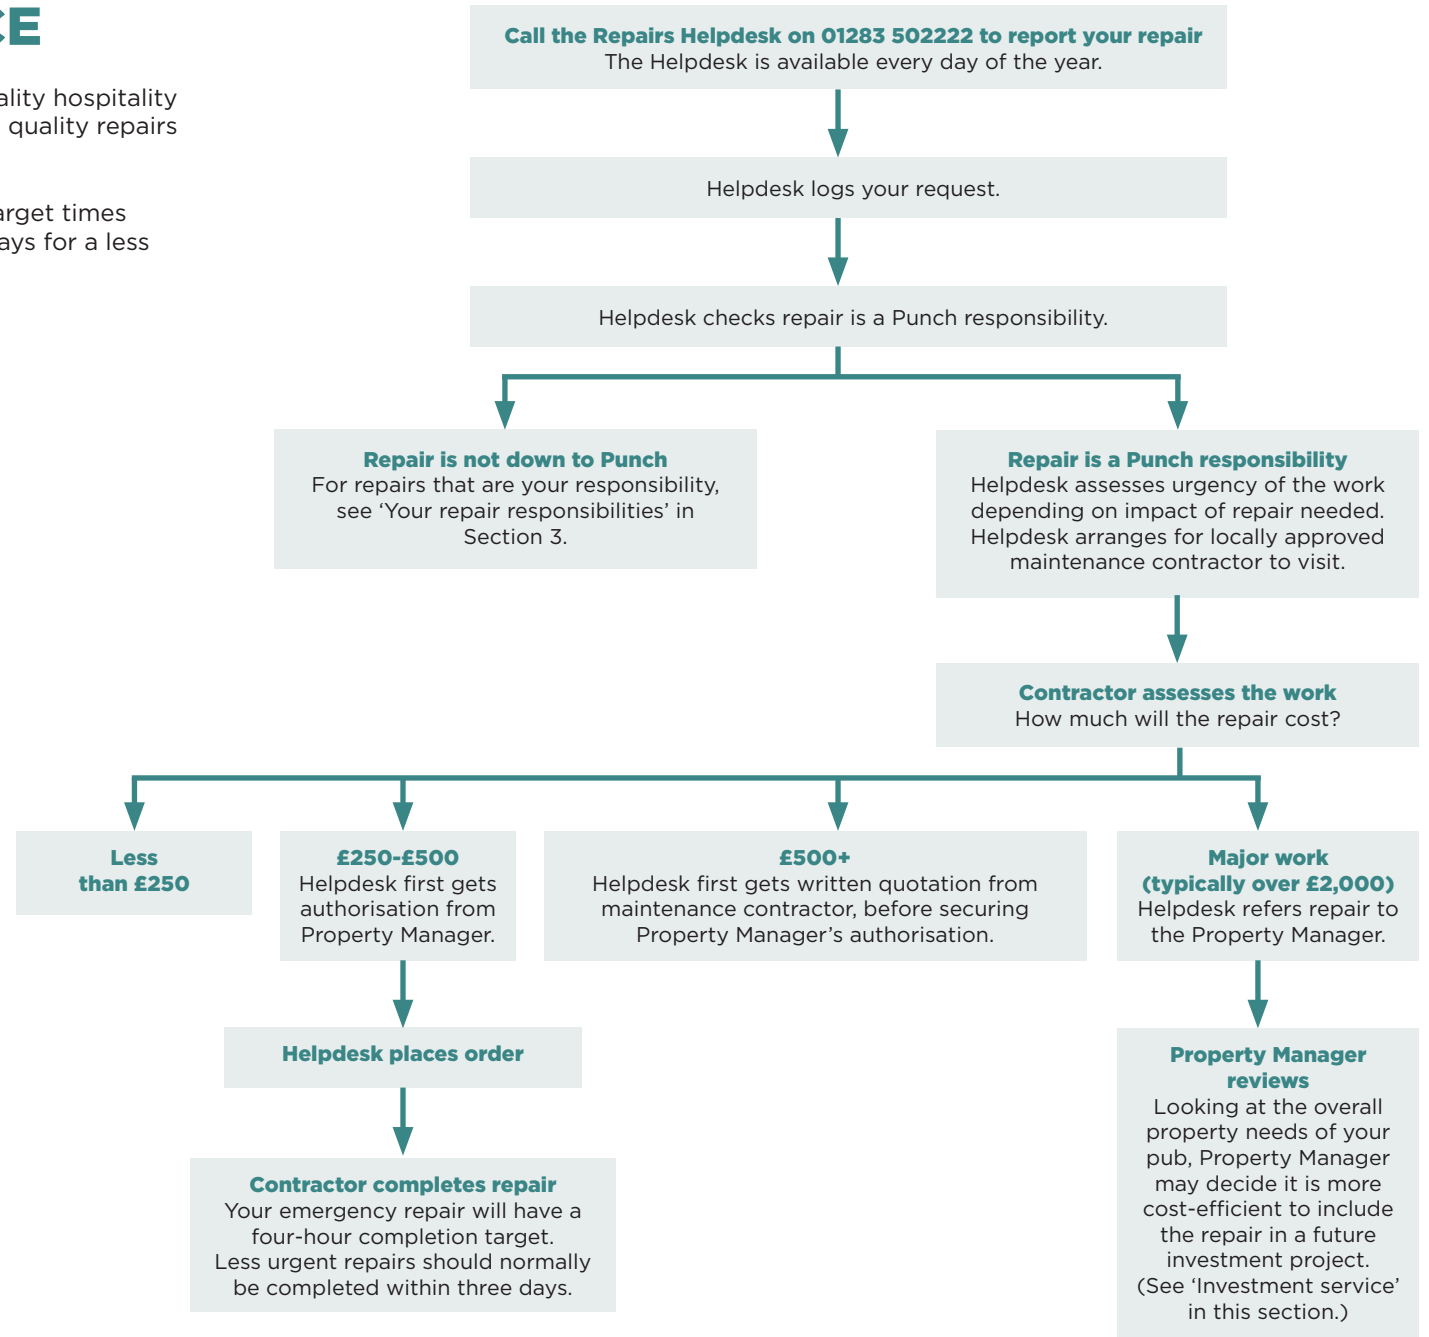 CE
ality hospitality
quality repairs
arget times
ays for a less
Call the Repairs Helpdesk on 01283 502222 to report your repair
The Helpdesk is available every day of the year.
Helpdesk logs your request.
Helpdesk checks repair is a Punch responsibility.
Repair is not down to Punch
For repairs that are your responsibility,
see ‘Your repair responsibilities’ in
Section 3.
Repair is a Punch responsibility
Helpdesk assesses urgency of the work
depending on impact of repair needed.
Helpdesk arranges for locally approved
maintenance contractor to visit.
Contractor assesses the work
How much will the repair cost?
Less
than £250
£250-£500
Helpdesk first gets
authorisation from
Property Manager.
£500+
Helpdesk first gets written quotation from
maintenance contractor, before securing
Property Manager’s authorisation.
Major work
(typically over £2,000)
Helpdesk refers repair to
the Property Manager.
Helpdesk places order
Contractor completes repair
Your emergency repair will have a
four-hour completion target.
Less urgent repairs should normally
be completed within three days.
Property Manager
reviews
Looking at the overall
property needs of your
pub, Property Manager
may decide it is more
cost-efficient to include
the repair in a future
investment project.
(See ‘Investment service’
in this section.)